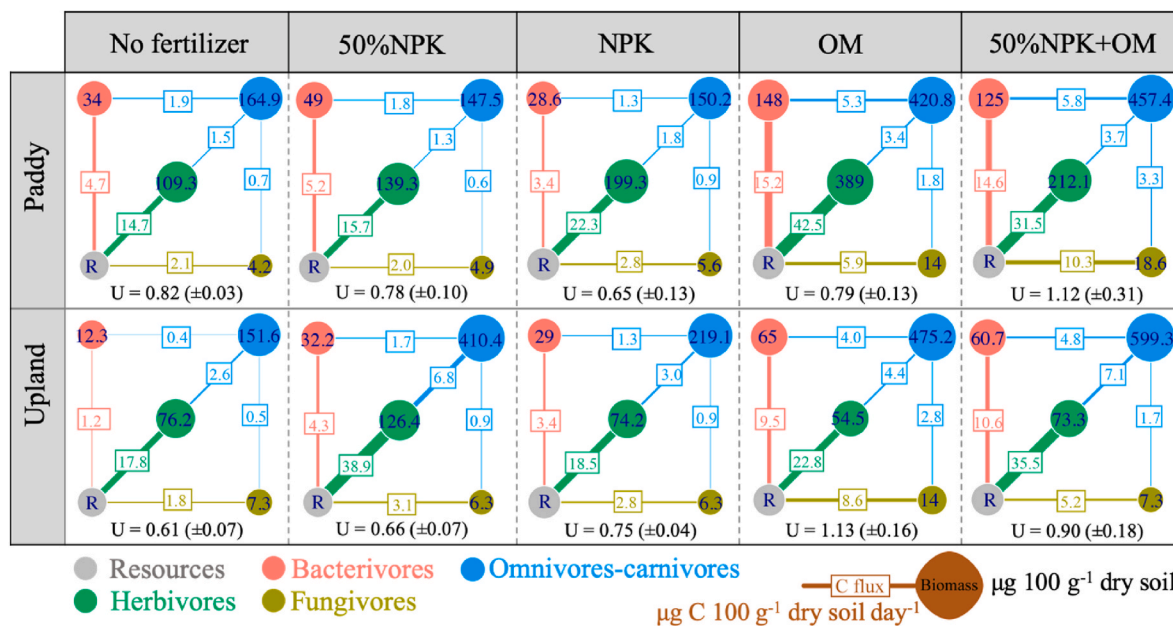 No fertilizer 50%NPK NPK OM 50%NPK+OM
Paddy
34 1.9 164.9
1.5
4.7 109.3 0.7
14.7
R 2.1 4.2
U = 0.82 (±0.03)
49 1.8 147.5
1.3
5.2 139.3 0.6
15.7
R 2.0 4.9
U = 0.78 (±0.10)
28.6 1.3 150.2
1.8
3.4 199.3 0.9
22.3
R 2.8 5.6
U = 0.65 (±0.13)
148 5.3 420.8
3.4
15.2 389 1.8
42.5
R 5.9 14
U = 0.79 (±0.13)
125 5.8 457.4
3.7
14.6 212.1 3.3
31.5
R 10.3 18.6
U = 1.12 (±0.31)
Upland
12.3 0.4 151.6
2.6
1.2 76.2 0.5
17.8
R 1.8 7.3
U = 0.61 (±0.07)
32.2 1.7 410.4
6.8
4.3 126.4 0.9
38.9
R 3.1 6.3
U = 0.66 (±0.07)
29 1.3 219.1
3.0
3.4 74.2 0.9
18.5
R 2.8 6.3
U = 0.75 (±0.04)
65 4.0 475.2
4.4
9.5 54.5 2.8
22.8
R 8.6 14
U = 1.13 (±0.16)
60.7 4.8 599.3
7.1
10.6 73.3 1.7
35.5
R 5.2 7.3
U = 0.90 (±0.18)
Resources Bacterivores Omnivores-carnivores
Herbivores Fungivores
C flux Biomass µg 100 g⁻¹ dry soil
µg C 100 g⁻¹ dry soil day⁻¹